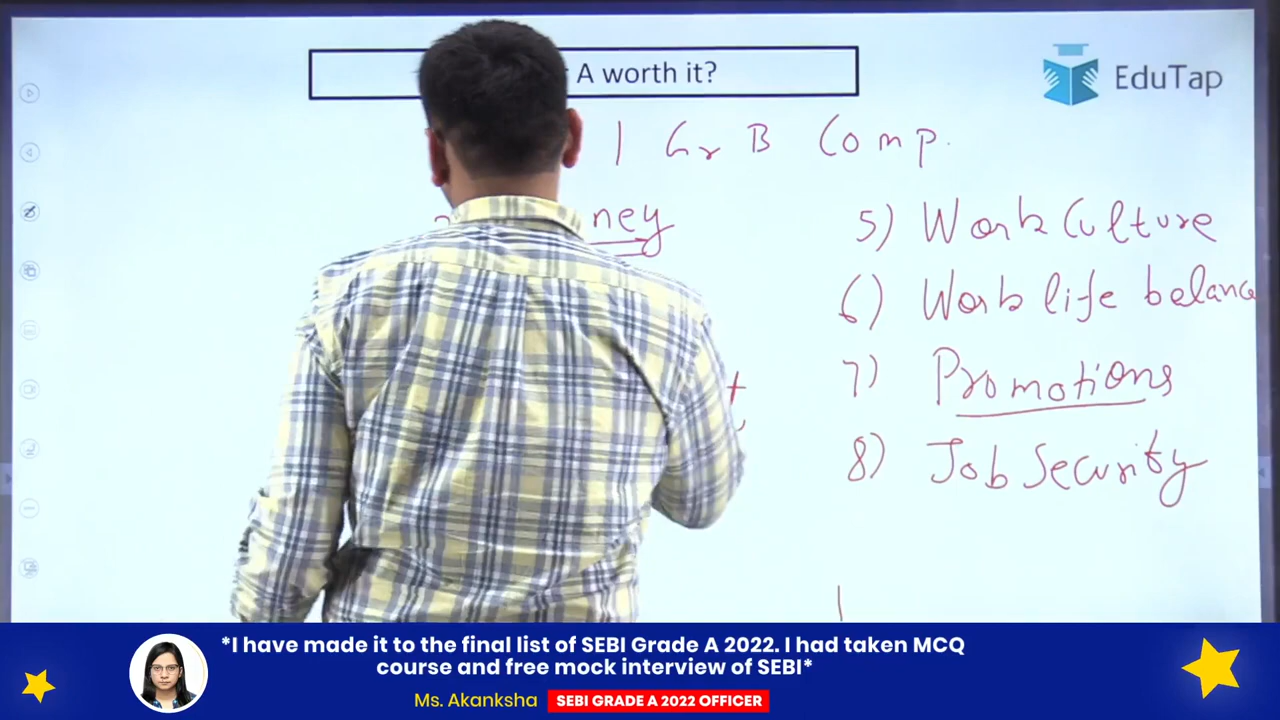 A worth it?
EduTap
Gr B Comp.
ney
5) Work Culture
6) Work life balance
7) Promotions
8) Job Security
*I have made it to the final list of SEBI Grade A 2022. I had taken MCQ
course and free mock interview of SEBI*
Ms. Akanksha SEBI GRADE A 2022 OFFICER